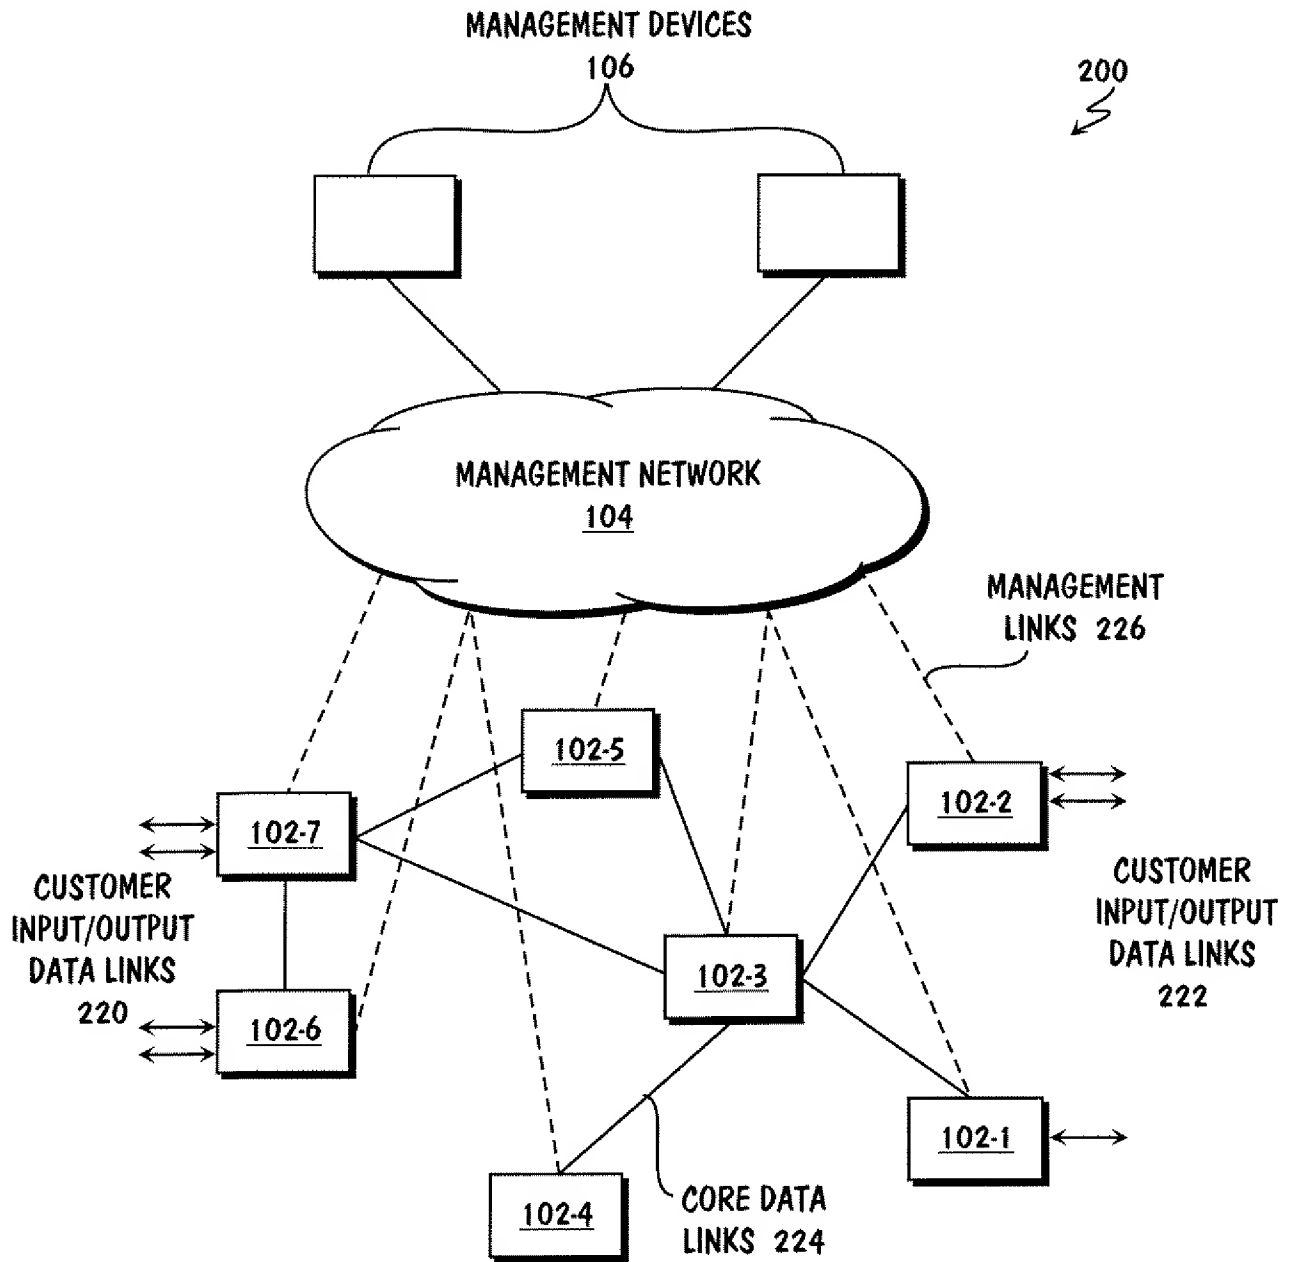 MANAGEMENT DEVICES
106
200
MANAGEMENT NETWORK
104
MANAGEMENT
LINKS 226
102-5
102-2
102-7
CUSTOMER
INPUT/OUTPUT
DATA LINKS
220
CUSTOMER
INPUT/OUTPUT
DATA LINKS
222
102-3
102-6
102-1
102-4
CORE DATA
LINKS 224